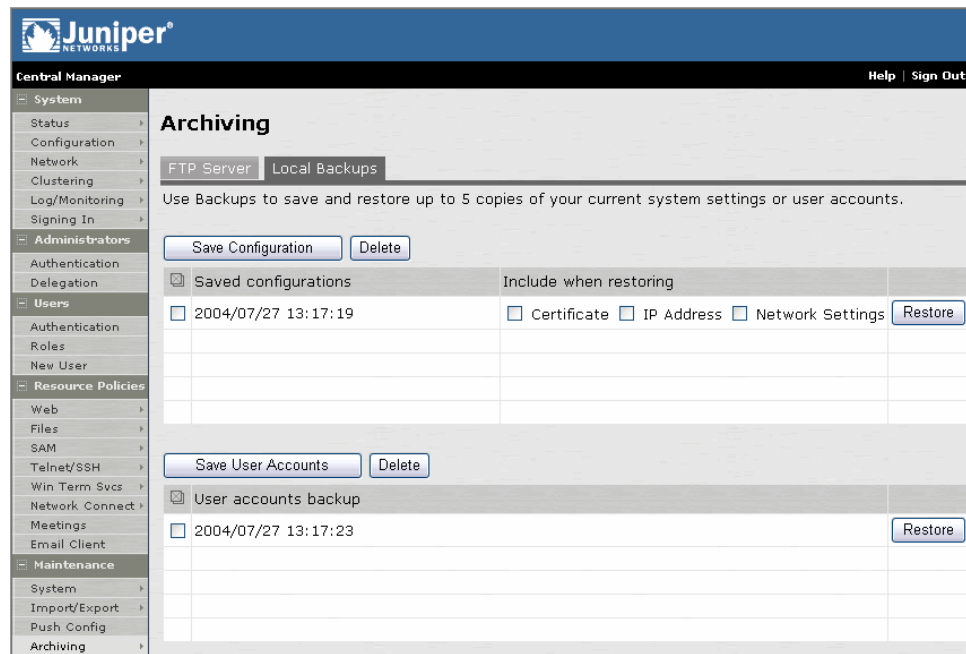 Juniper®
NETWORKS
Central Manager
Help | Sign Out
System
Status
Configuration
Network
Clustering
Log/Monitoring
Signing In
Administrators
Authentication
Delegation
Users
Authentication
Roles
New User
Resource Policies
Web
Files
SAM
Telnet/SSH
Win Term Svcs
Network Connect
Meetings
Email Client
Maintenance
System
Import/Export
Push Config
Archiving
Archiving
FTP Server Local Backups
Use Backups to save and restore up to 5 copies of your current system settings or user accounts.
Save Configuration Delete
Saved configurations Include when restoring
2004/07/27 13:17:19 Certificate IP Address Network Settings Restore
Save User Accounts Delete
User accounts backup
2004/07/27 13:17:23 Restore